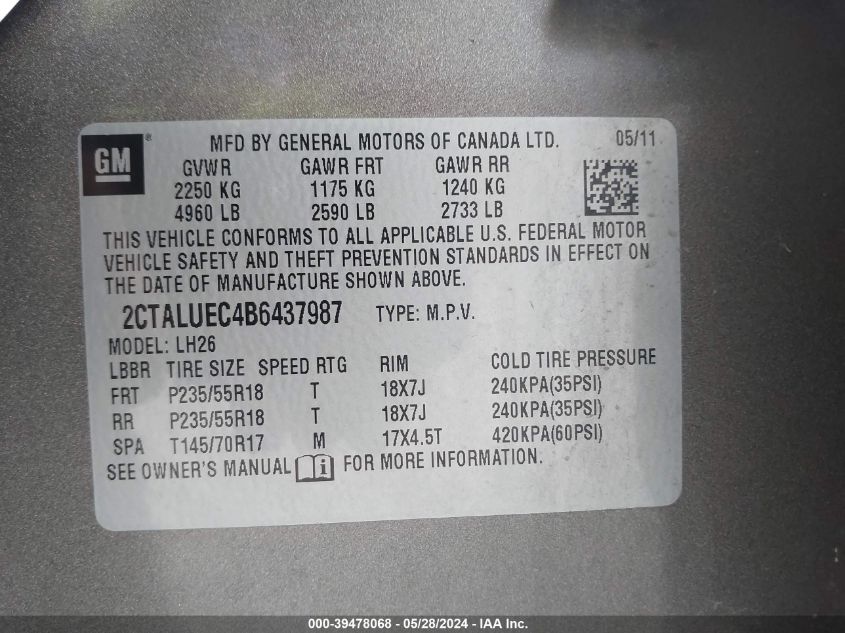 GM ® MFD BY GENERAL MOTORS OF CANADA LTD. 05/11
GVWR GAWR FRT GAWR RR
2250 KG 1175 KG 1240 KG
4960 LB 2590 LB 2733 LB
THIS VEHICLE CONFORMS TO ALL APPLICABLE U.S. FEDERAL MOTOR
VEHICLE SAFETY AND THEFT PREVENTION STANDARDS IN EFFECT ON
THE DATE OF MANUFACTURE SHOWN ABOVE.
2CTALUEC4B6437987 TYPE: M.P.V.
MODEL: LH26
LBBR TIRE SIZE SPEED RTG RIM COLD TIRE PRESSURE
FRT P235/55R18 T 18X7J 240KPA(35PSI)
RR P235/55R18 T 18X7J 240KPA(35PSI)
SPA T145/70R17 M 17X4.5T 420KPA(60PSI)
SEE OWNER'S MANUAL i FOR MORE INFORMATION.
000-39478068 - 05/28/2024 - IAA Inc.